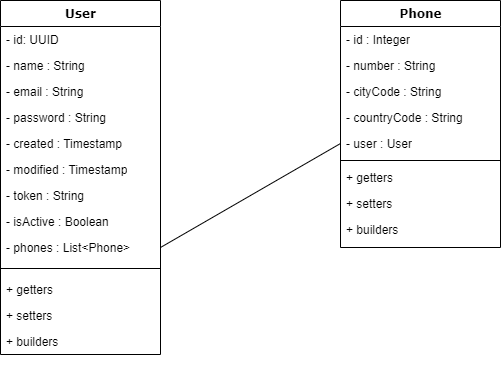 User
- id: UUID
- name : String
- email : String
- password : String
- created : Timestamp
- modified : Timestamp
- token : String
- isActive : Boolean
- phones : List<Phone>
+ getters
+ setters
+ builders
Phone
- id : Integer
- number : String
- cityCode : String
- countryCode : String
- user : User
+ getters
+ setters
+ builders